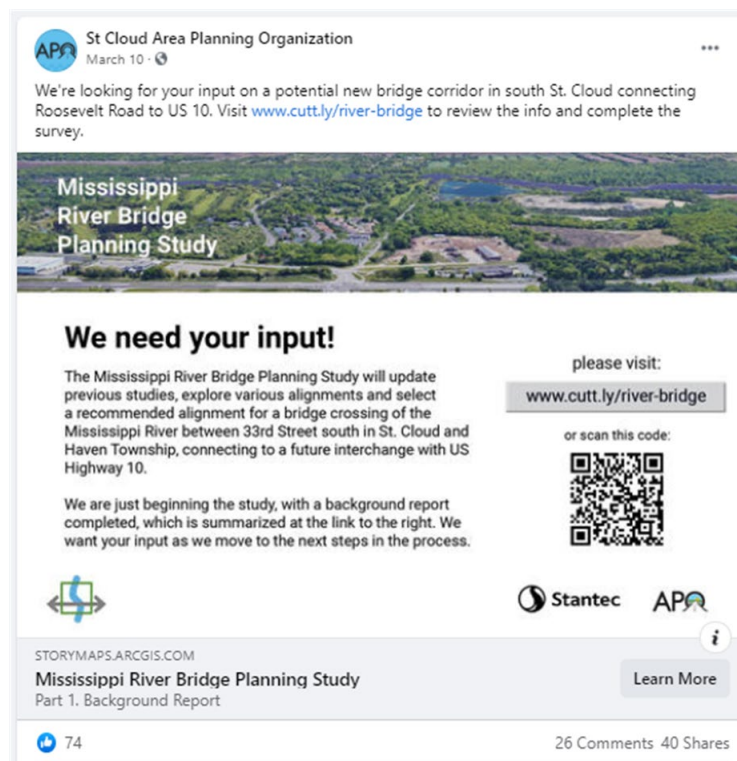 St Cloud Area Planning Organization
March 10 ·
We're looking for your input on a potential new bridge corridor in south St. Cloud connecting
Roosevelt Road to US 10. Visit www.cutt.ly/river-bridge to review the info and complete the
survey.
Mississippi
River Bridge
Planning Study
We need your input!
The Mississippi River Bridge Planning Study will update
previous studies, explore various alignments and select
a recommended alignment for a bridge crossing of the
Mississippi River between 33rd Street south in St. Cloud and
Haven Township, connecting to a future interchange with US
Highway 10.
We are just beginning the study, with a background report
completed, which is summarized at the link to the right. We
want your input as we move to the next steps in the process.
please visit:
www.cutt.ly/river-bridge
or scan this code:
Stantec
APO
STORYMAPS.ARCGIS.COM
Mississippi River Bridge Planning Study
Part 1. Background Report
Learn More
74
26 Comments 40 Shares